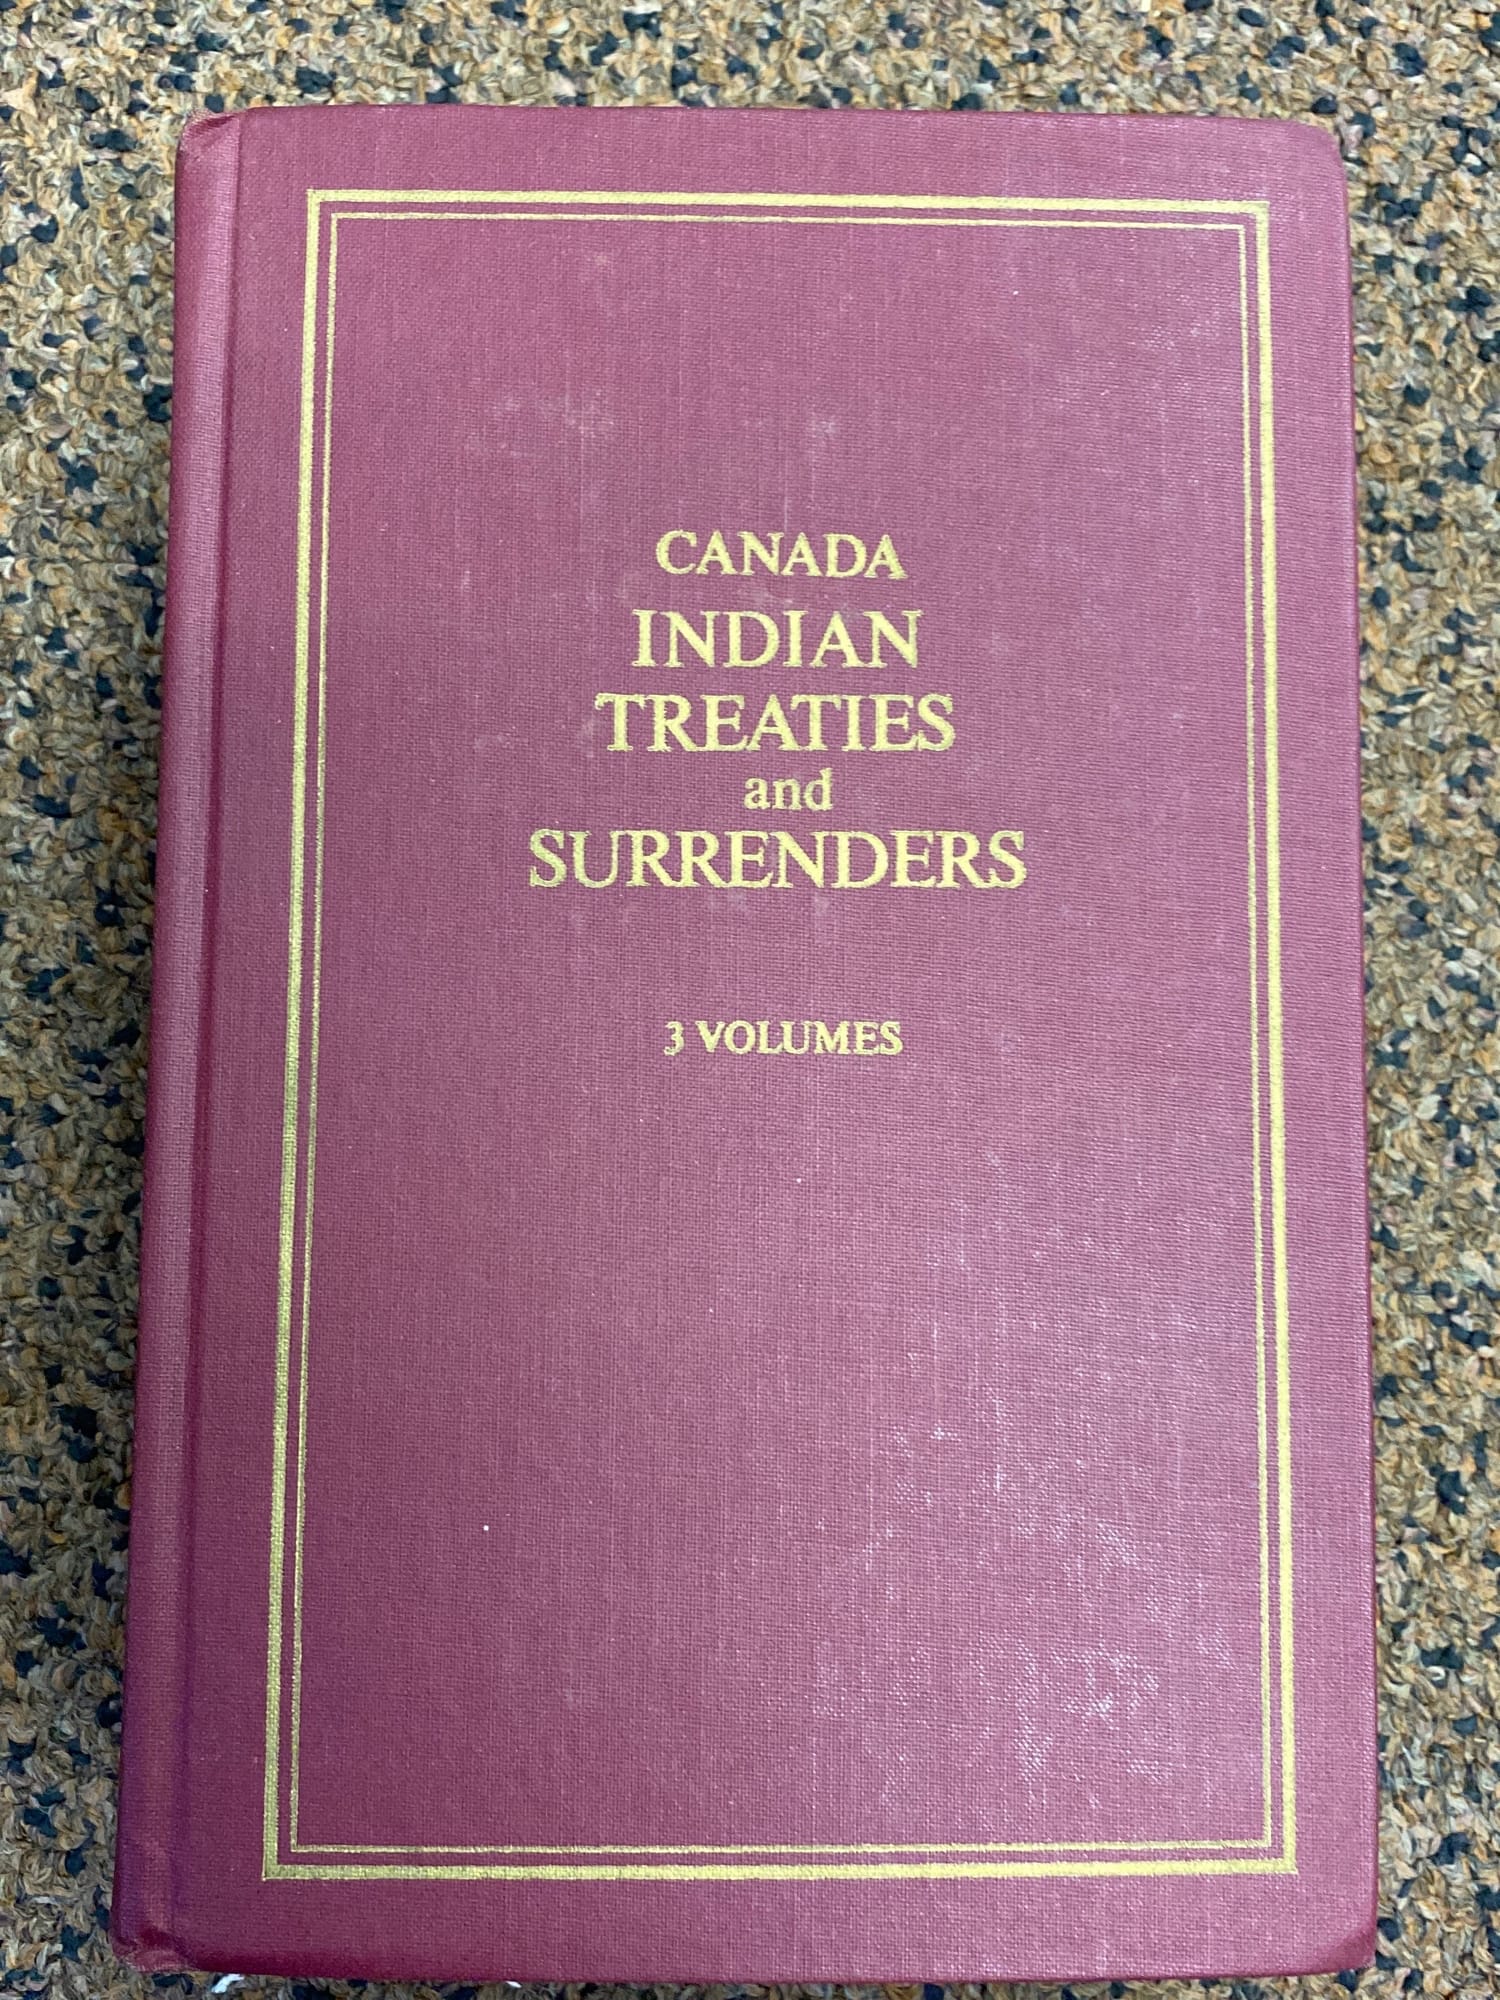 CANADA
INDIAN
TREATIES
and
SURRENDERS
3 VOLUMES